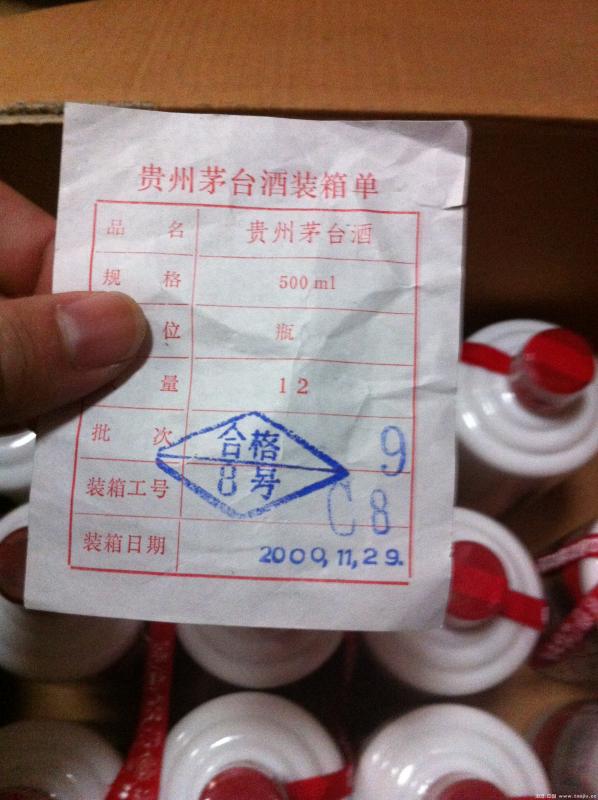 贵州茅台酒装箱单
品 名 贵州茅台酒
规 格 500ml
位 瓶
量 12
批 次 9
合格
8号
装箱工号 C8
装箱日期 2000,11,29.